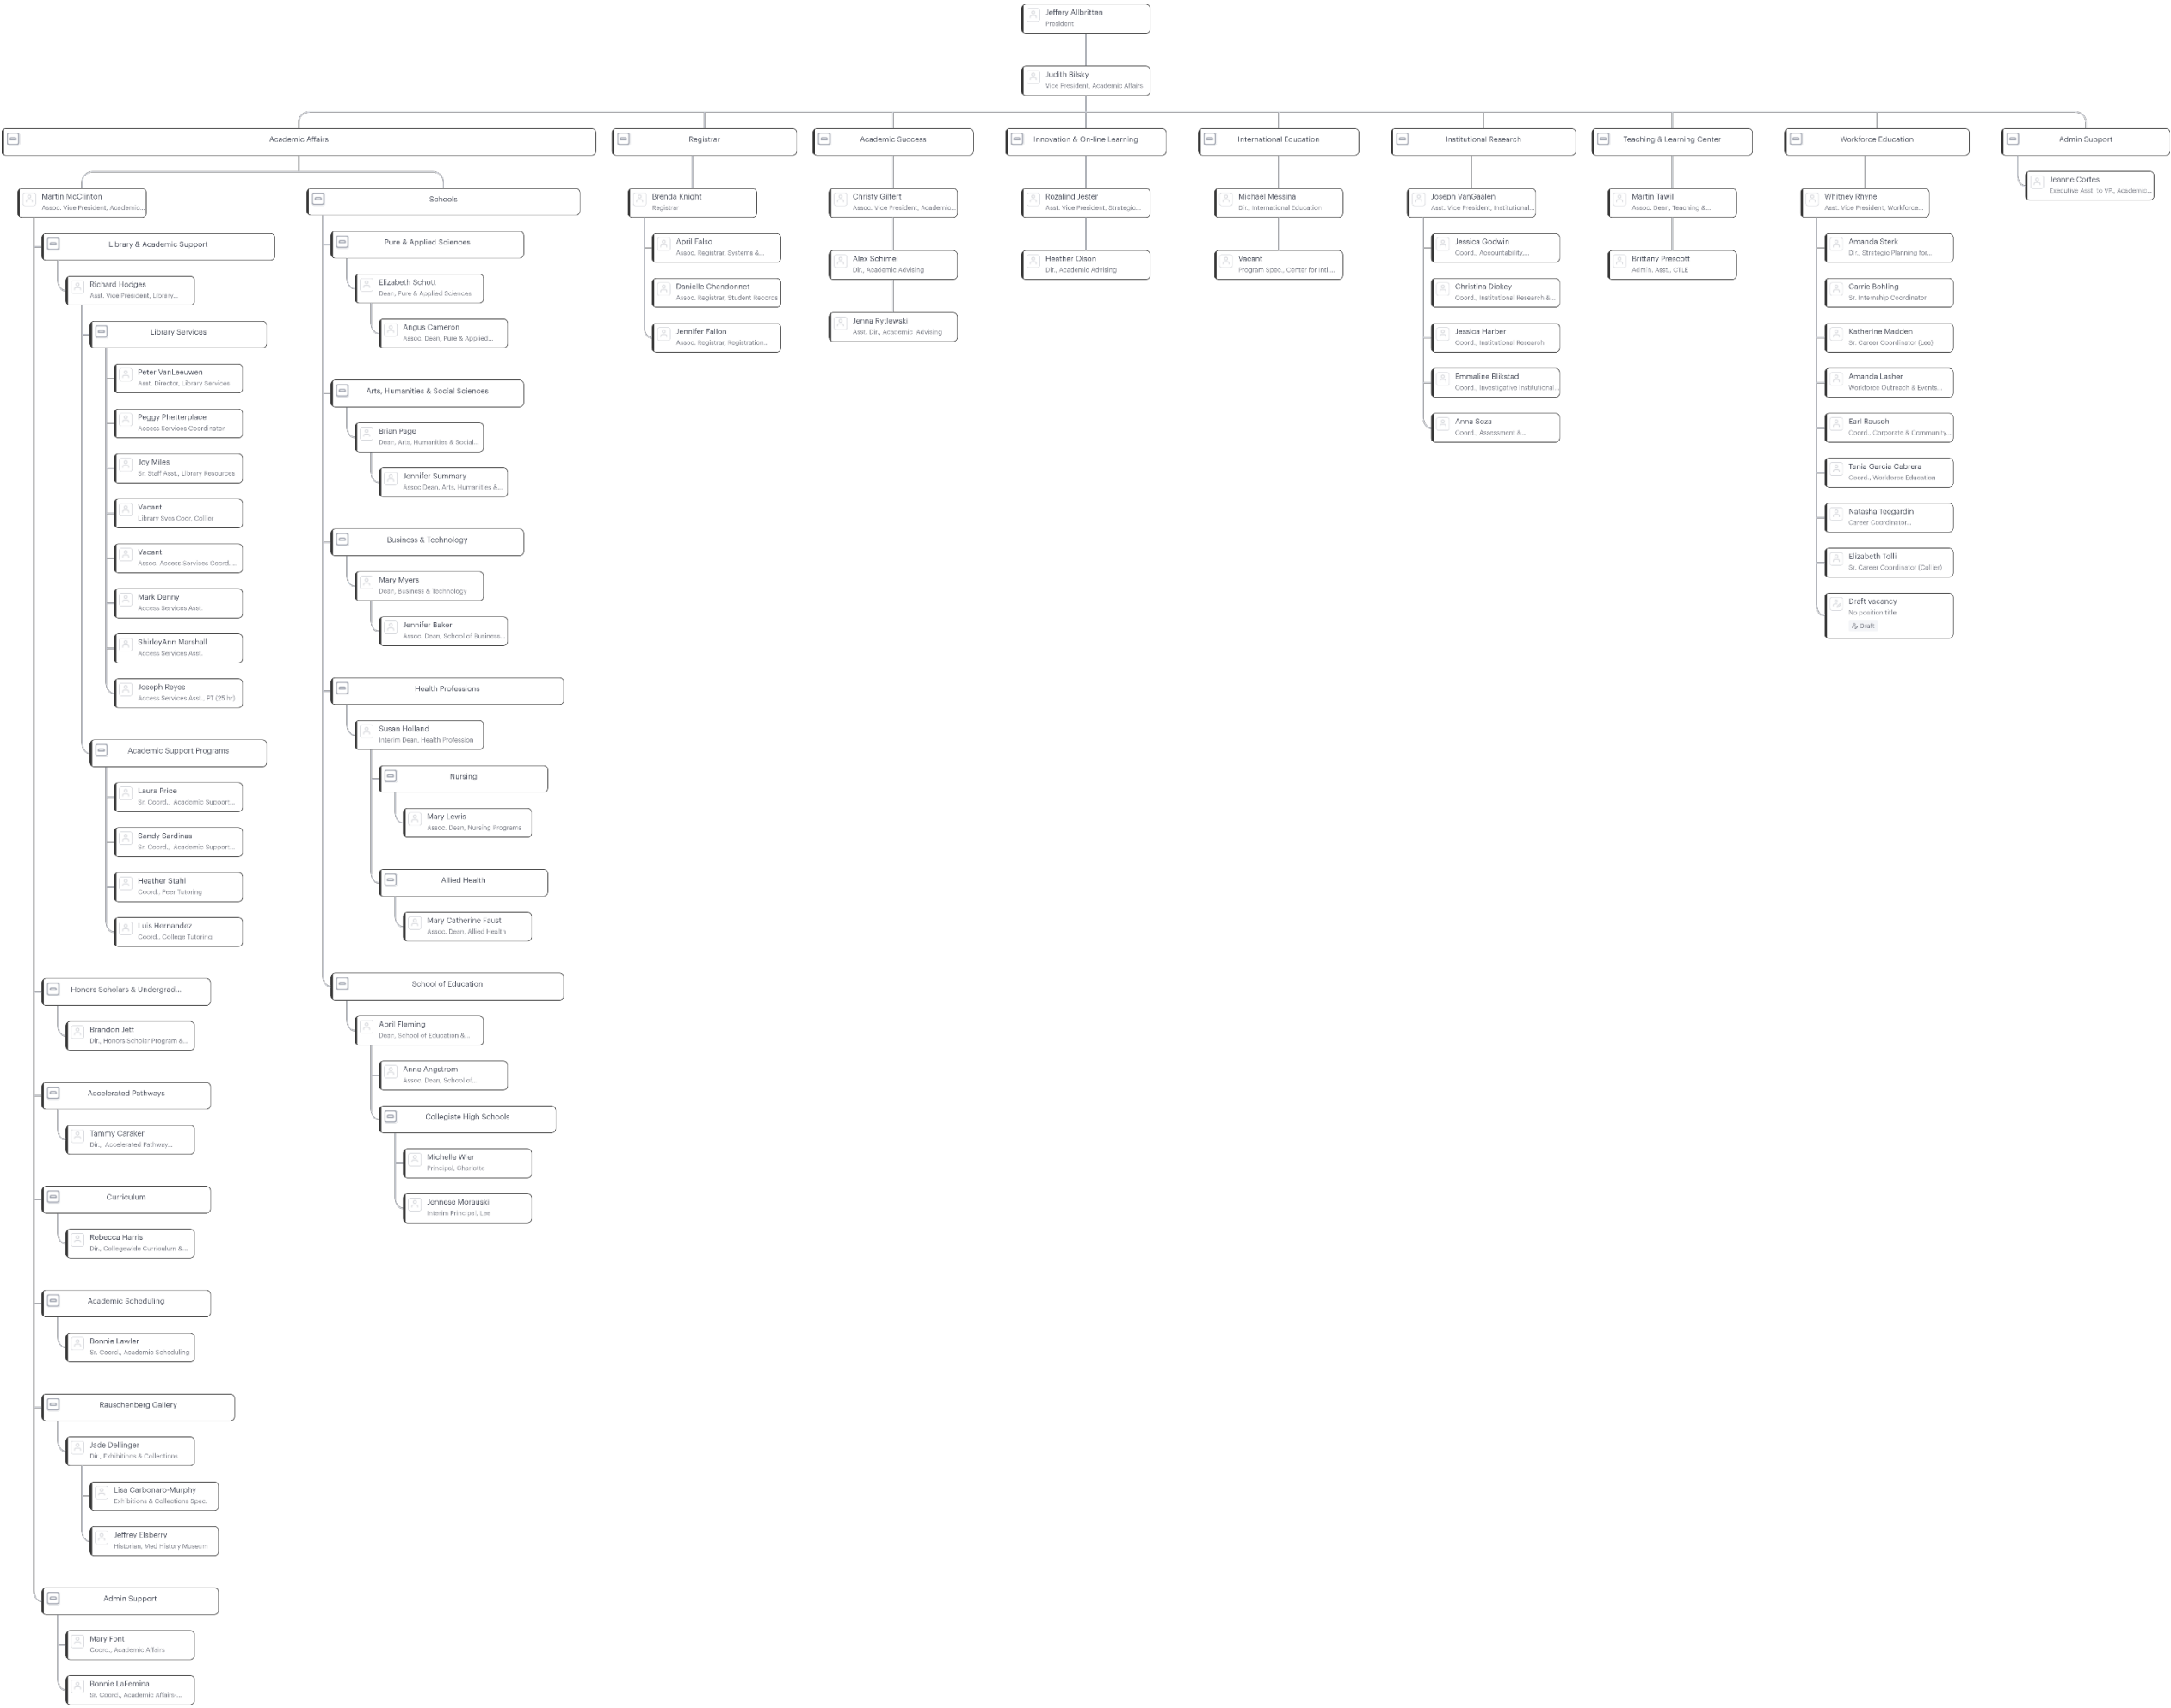 Jeffery Allbritten
President
Judith Bilsky
Vice President, Academic Affairs
Academic Affairs
Registrar
Academic Success
Innovation & On-line Learning
International Education
Institutional Research
Teaching & Learning Center
Workforce Education
Admin Support
Martin McClinton
Assoc. Vice President, Academic...
Library & Academic Support
Richard Hodges
Asst. Vice President, Library...
Library Services
Peter VanLeeuwen
Asst. Director, Library Services
Peggy Phetterplace
Access Services Coordinator
Joy Miles
Sr. Staff Asst., Library Resources
Vacant
Library Svcs Coor, Collier
Vacant
Assoc. Access Services Coord.,...
Mark Denny
Access Services Asst.
ShirleyAnn Marshall
Access Services Asst.
Joseph Reyes
Access Services Asst., PT (25 hr)
Academic Support Programs
Laura Price
Sr. Coord., Academic Support...
Sandy Sardinas
Sr. Coord., Academic Support...
Heather Stahl
Coord., Peer Tutoring
Luis Hernandez
Coord., College Tutoring
Honors Scholars & Undergrad...
Brandon Jett
Dir., Honors Scholar Program &...
Accelerated Pathways
Tammy Caraker
Dir., Accelerated Pathway...
Curriculum
Rebecca Harris
Dir., Collegewide Curriculum &...
Academic Scheduling
Bonnie Lawler
Sr. Coord., Academic Scheduling
Rauschenberg Gallery
Jade Dellinger
Dir., Exhibitions & Collections
Lisa Carbonaro-Murphy
Exhibitions & Collections Spec.
Jeffrey Elsberry
Historian, Med History Museum
Admin Support
Mary Font
Coord., Academic Affairs
Bonnie LaFemina
Sr. Coord., Academic Affairs-...
Schools
Pure & Applied Sciences
Elizabeth Schott
Dean, Pure & Applied Sciences
Angus Cameron
Assoc. Dean, Pure & Applied...
Arts, Humanities & Social Sciences
Brian Page
Dean, Arts, Humanities & Social...
Jennifer Summary
Assoc Dean, Arts, Humanities &...
Business & Technology
Mary Myers
Dean, Business & Technology
Jennifer Baker
Assoc. Dean, School of Business...
Health Professions
Susan Holland
Interim Dean, Health Profession
Nursing
Mary Lewis
Assoc. Dean, Nursing Programs
Allied Health
Mary Catherine Faust
Assoc. Dean, Allied Health
School of Education
April Fleming
Dean, School of Education &...
Anne Angstrom
Assoc. Dean, School of...
Collegiate High Schools
Michelle Wier
Principal, Charlotte
Jennese Morauski
Interim Principal, Lee
Brenda Knight
Registrar
April Falso
Assoc. Registrar, Systems &...
Danielle Chandonnet
Assoc. Registrar, Student Records
Jennifer Fallon
Assoc. Registrar, Registration...
Christy Gilfert
Assoc. Vice President, Academic...
Alex Schimel
Dir., Academic Advising
Jenna Rytlewski
Asst. Dir., Academic Advising
Rozalind Jester
Asst. Vice President, Strategic...
Heather Olson
Dir., Academic Advising
Michael Messina
Dir., International Education
Vacant
Program Spec., Center for Intl....
Joseph VanGaalen
Asst. Vice President, Institutional...
Jessica Godwin
Coord., Accountability,...
Christina Dickey
Coord., Institutional Research &...
Jessica Harber
Coord., Institutional Research
Emmaline Blikstad
Coord., Investigative Institutional...
Anna Soza
Coord., Assessment &...
Martin Tawil
Assoc. Dean, Teaching &...
Brittany Prescott
Admin. Asst., CTLE
Whitney Rhyne
Asst. Vice President, Workforce...
Amanda Sterk
Dir., Strategic Planning for...
Carrie Bohling
Sr. Internship Coordinator
Katherine Madden
Sr. Career Coordinator (Lee)
Amanda Lasher
Workforce Outreach & Events...
Earl Rausch
Coord., Corporate & Community...
Tania Garcia Cabrera
Coord., Workforce Education
Natasha Teegardin
Career Coordinator...
Elizabeth Tolli
Sr. Career Coordinator (Collier)
Draft vacancy
No position title
Draft
Jeanne Cortes
Executive Asst. to VP., Academic...